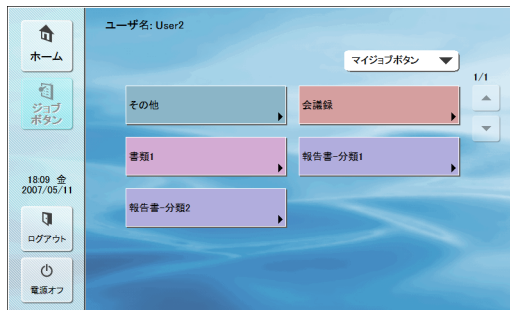 ホーム
ジョブ
ボタン
18:09 金
2007/05/11
ログアウト
電源オフ
ユーザ名: User2
マイジョブボタン
1/1
その他
会議録
書類1
報告書-分類1
報告書-分類2